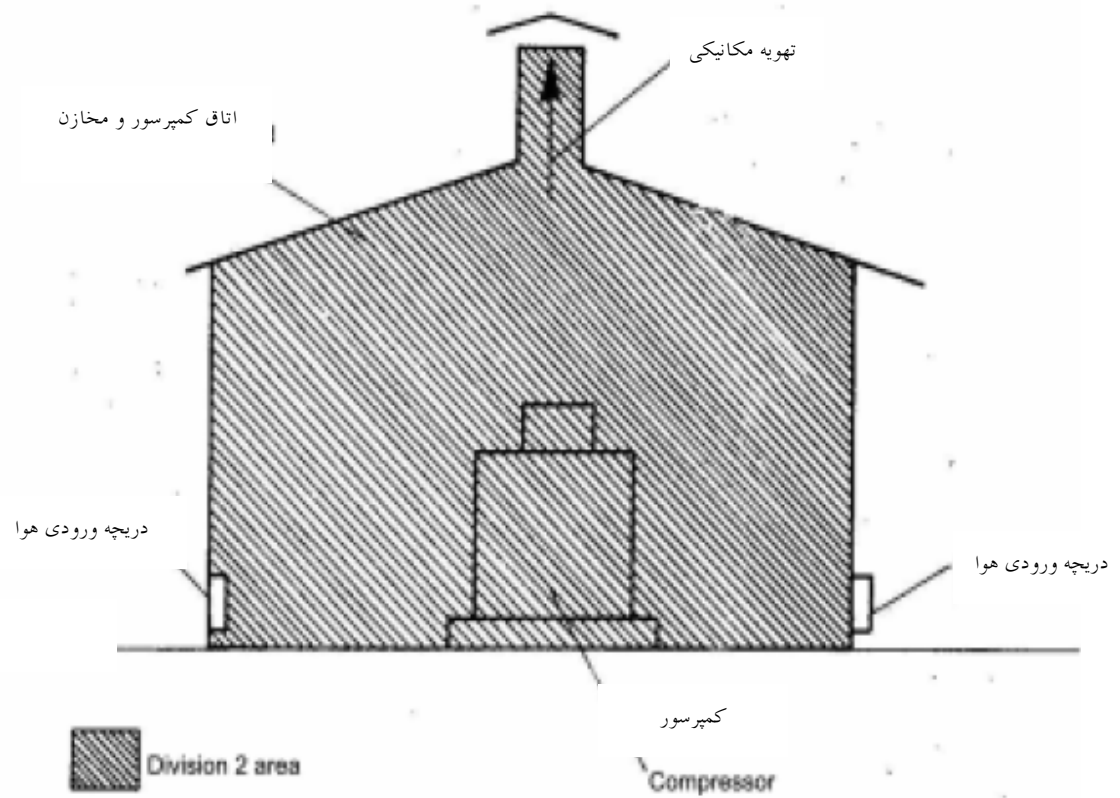 تهویه مکانیکی
اتاق کمپرسور و مخازن
دریچه ورودی هوا
دریچه ورودی هوا
کمپرسور
Division 2 area
Compressor